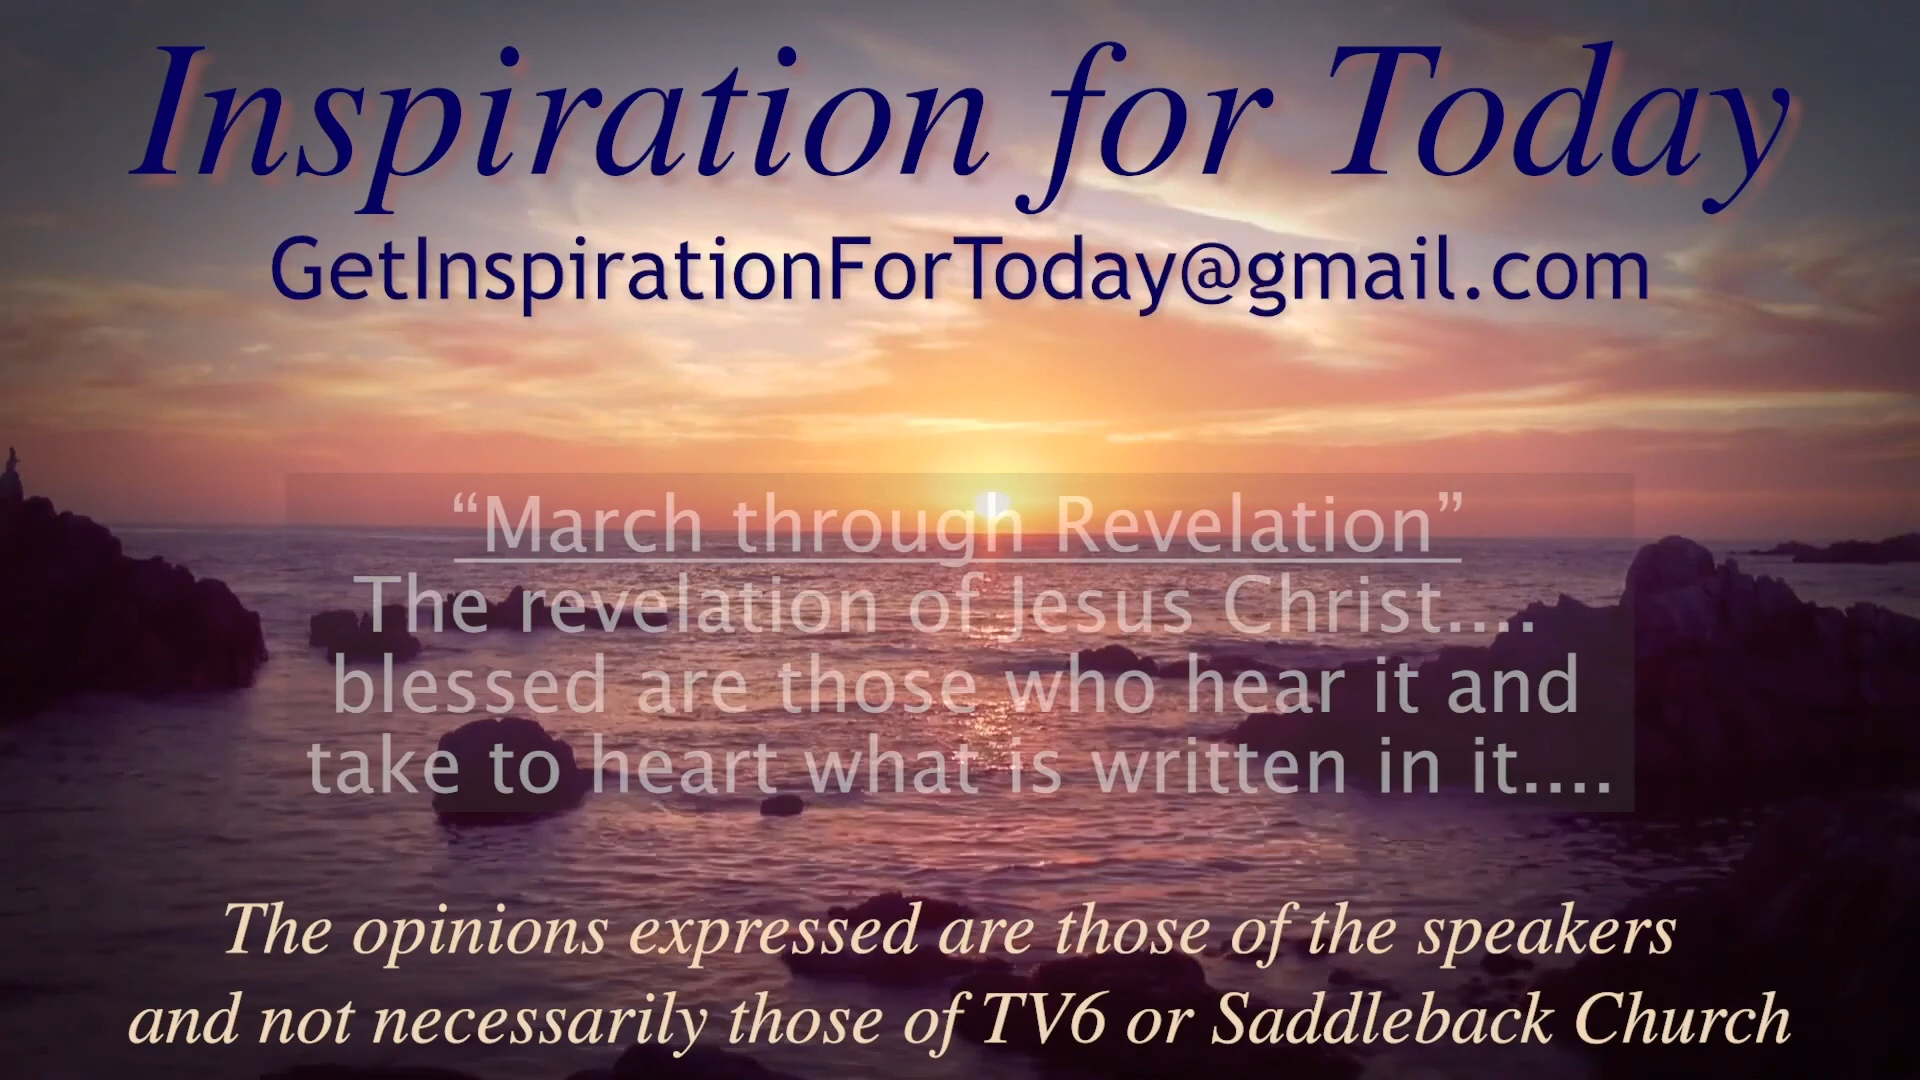 Inspiration for Today
GetInspirationForToday@gmail.com
“March through Revelation”
The revelation of Jesus Christ....
blessed are those who hear it and
take to heart what is written in it....
The opinions expressed are those of the speakers
and not necessarily those of TV6 or Saddleback Church